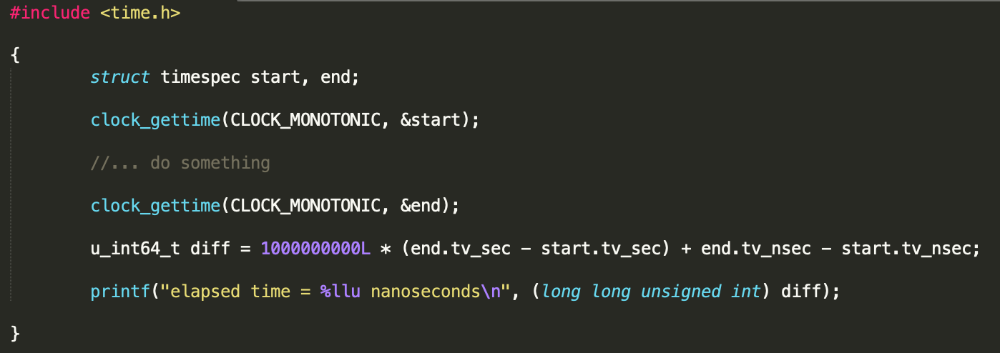 #include <time.h>
{
struct timespec start, end;
clock_gettime(CLOCK_MONOTONIC, &start);
//... do something
clock_gettime(CLOCK_MONOTONIC, &end);
u_int64_t diff = 1000000000L * (end.tv_sec - start.tv_sec) + end.tv_nsec - start.tv_nsec;
printf("elapsed time = %llu nanoseconds\n", (long long unsigned int) diff);
}